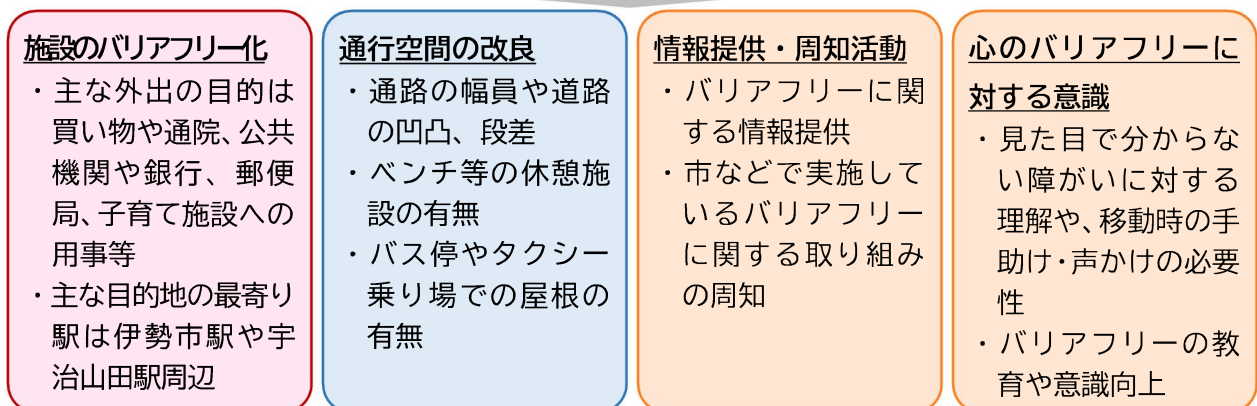 施設のバリアフリー化
・主な外出の目的は
買い物や通院、公共
機関や銀行、郵便
局、子育て施設への
用事等
・主な目的地の最寄り
駅は伊勢市駅や宇
治山田駅周辺
通行空間の改良
・通路の幅員や道路
の凹凸、段差
・ベンチ等の休憩施
設の有無
・バス停やタクシー
乗り場での屋根の
有無
情報提供・周知活動
・バリアフリーに関
する情報提供
・市などで実施して
いるバリアフリー
に関する取り組み
の周知
心のバリアフリーに
対する意識
・見た目で分からな
い障がいに対する
理解や、移動時の手
助け・声かけの必要
性
・バリアフリーの教
育や意識向上